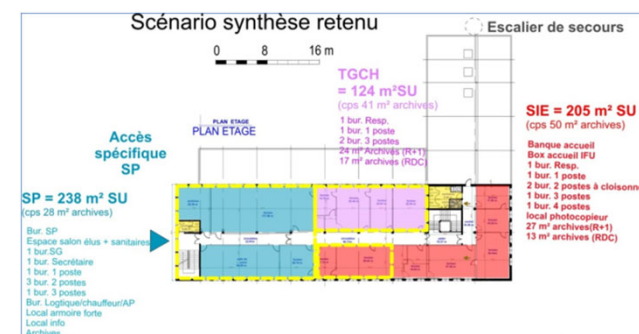 Scénario synthèse retenu
Escalier de secours
0 8 16 m
TGCH
= 124 m²SU
(cps 41 m² archives)
1 bur. Resp.
1 bur. 1 poste
2 bur. 3 postes
24 m² Archives (R+1)
17 m² archives (RDC)
PLAN ETAGE
PLAN ETAGE
SIE = 205 m² SU
(cps 50 m² archives)
Banque accueil
Box accueil IFU
1 bur. Resp.
1 bur. 1 poste
2 bur. 2 postes à cloisonne
1 bur. 3 postes
1 bur. 4 postes
local photocopieur
27 m² archives(R+1)
13 m² archives (RDC)
Accès
spécifique
SP
SP = 238 m² SU
(cps 28 m² archives)
Bur. SP
Espace salon élus + sanitaires
1 bur.SG
1 bur. Secrétaire
1 bur. 1 poste
3 bur. 2 postes
1 bur. 3 postes
Bur. Logtique/chauffeur/AP
Local armoire forte
Local info
Archives